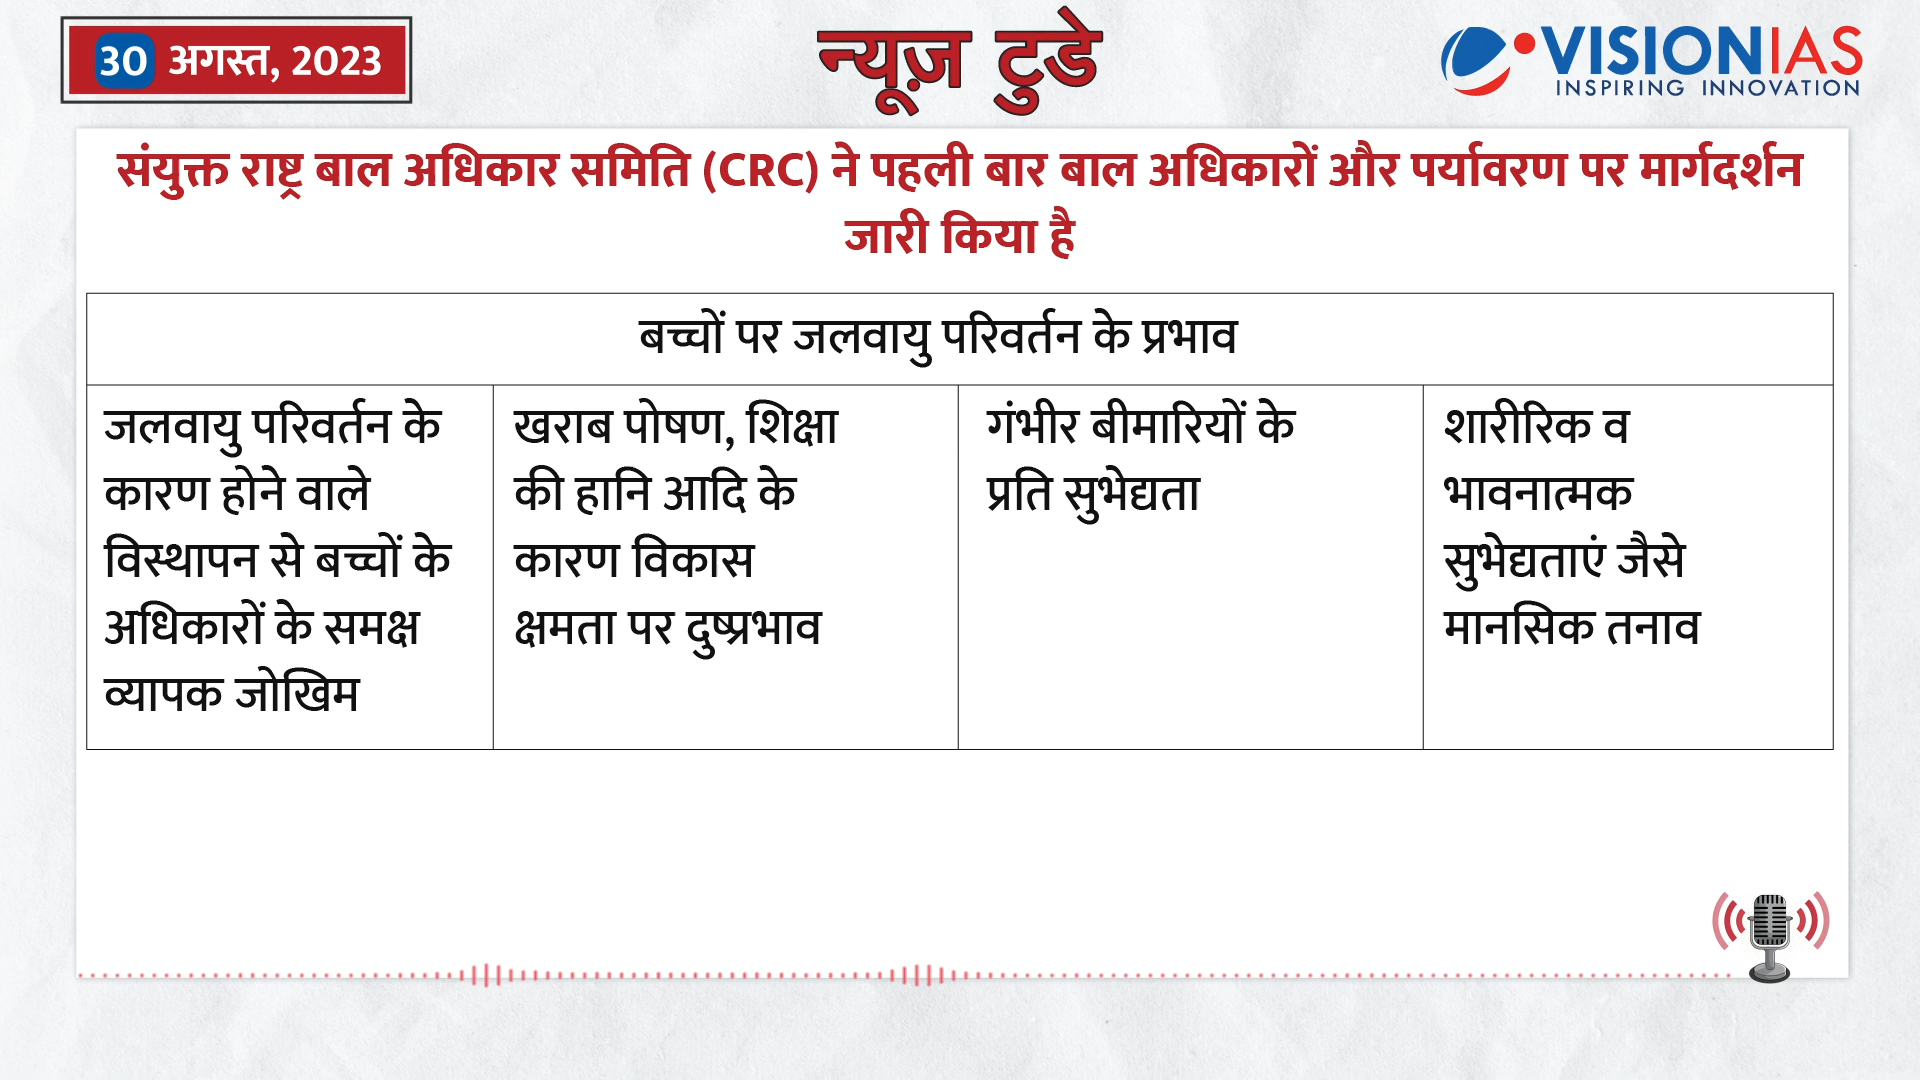 30 अगस्त, 2023
न्यूज़ टुडे
VISIONIAS
INSPIRING INNOVATION
संयुक्त राष्ट्र बाल अधिकार समिति (CRC) ने पहली बार बाल अधिकारों और पर्यावरण पर मार्गदर्शन
जारी किया है
बच्चों पर जलवायु परिवर्तन के प्रभाव
जलवायु परिवर्तन के
कारण होने वाले
विस्थापन से बच्चों के
अधिकारों के समक्ष
व्यापक जोखिम
खराब पोषण, शिक्षा
की हानि आदि के
कारण विकास
क्षमता पर दुष्प्रभाव
गंभीर बीमारियों के
प्रति सुभेद्यता
शारीरिक व
भावनात्मक
सुभेद्यताएं जैसे
मानसिक तनाव